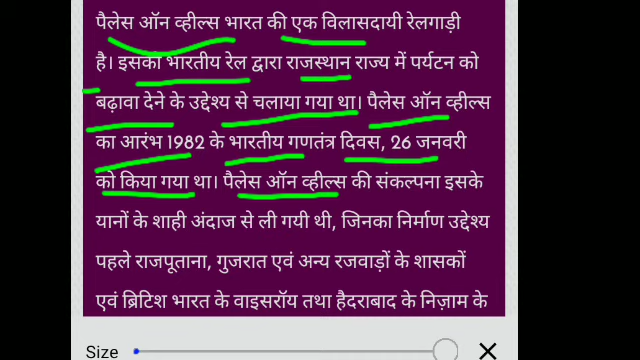 पैलेस ऑन व्हील्स भारत की एक विलासदायी रेलगाड़ी
है। इसका भारतीय रेल द्वारा राजस्थान राज्य में पर्यटन को
बढ़ावा देने के उद्देश्य से चलाया गया था। पैलेस ऑन व्हील्स
का आरंभ 1982 के भारतीय गणतंत्र दिवस, 26 जनवरी
को किया गया था। पैलेस ऑन व्हील्स की संकल्पना इसके
यानों के शाही अंदाज से ली गयी थी, जिनका निर्माण उद्देश्य
पहले राजपूताना, गुजरात एवं अन्य रजवाड़ों के शासकों
एवं ब्रिटिश भारत के वाइसरॉय तथा हैदराबाद के निज़ाम के
Size